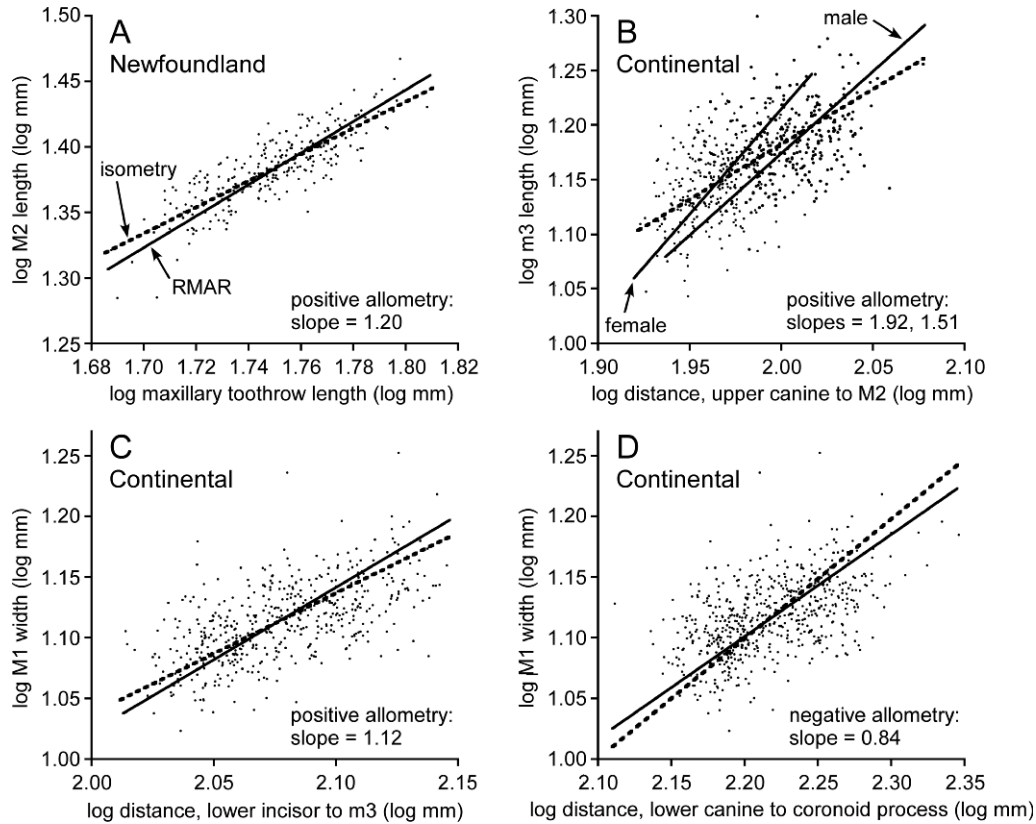 A
Newfoundland
1.50
1.45
1.40
1.35
1.30
1.25
log M2 length (log mm)
isometry
RMAR
positive allometry:
slope = 1.20
1.68 1.70 1.72 1.74 1.76 1.78 1.80 1.82
log maxillary toothrow length (log mm)
B
Continental
1.30
1.25
1.20
1.15
1.10
1.05
1.00
log m3 length (log mm)
male
female
positive allometry:
slopes = 1.92, 1.51
1.90 1.95 2.00 2.05 2.10
log distance, upper canine to M2 (log mm)
C
Continental
1.25
1.20
1.15
1.10
1.05
1.00
log M1 width (log mm)
positive allometry:
slope = 1.12
2.00 2.05 2.10 2.15
log distance, lower incisor to m3 (log mm)
D
Continental
1.25
1.20
1.15
1.10
1.05
1.00
log M1 width (log mm)
negative allometry:
slope = 0.84
2.10 2.15 2.20 2.25 2.30 2.35
log distance, lower canine to coronoid process (log mm)